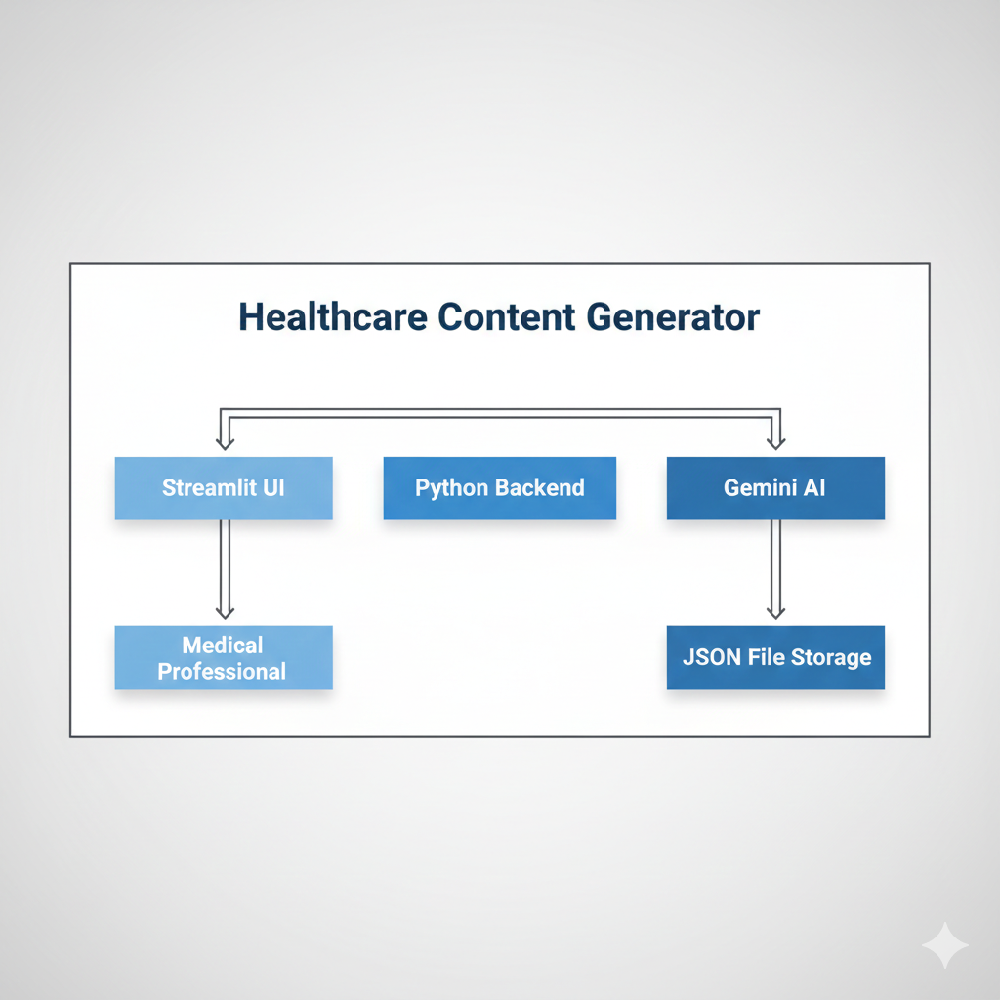 Healthcare Content Generator
Streamlit UI
Python Backend
Gemini AI
Medical
Professional
JSON File Storage